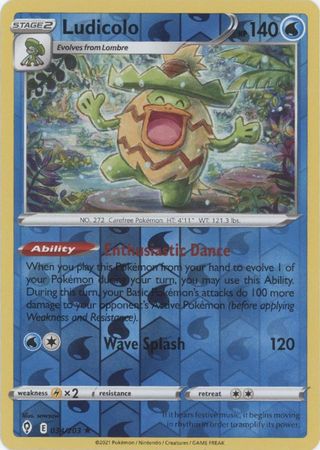 STAGE 2
Ludicolo
HP 140
Evolves from Lombre
NO. 272 Carefree Pokémon HT: 4'11" WT: 121.3 lbs.
Ability Enthusiastic Dance
When you play this Pokémon from your hand to evolve 1 of
your Pokémon during your turn, you may use this Ability.
During this turn, your Basic Pokémon's attacks do 100 more
damage to your opponent's Active Pokémon (before applying
Weakness and Resistance).
Wave Splash 120
weakness ×2 resistance retreat
Illus.
E 034/203 ★
If it hears festive music, it begins moving
in rhythm in order to amplify its power.
©2021 Pokémon / Nintendo / Creatures / GAME FREAK